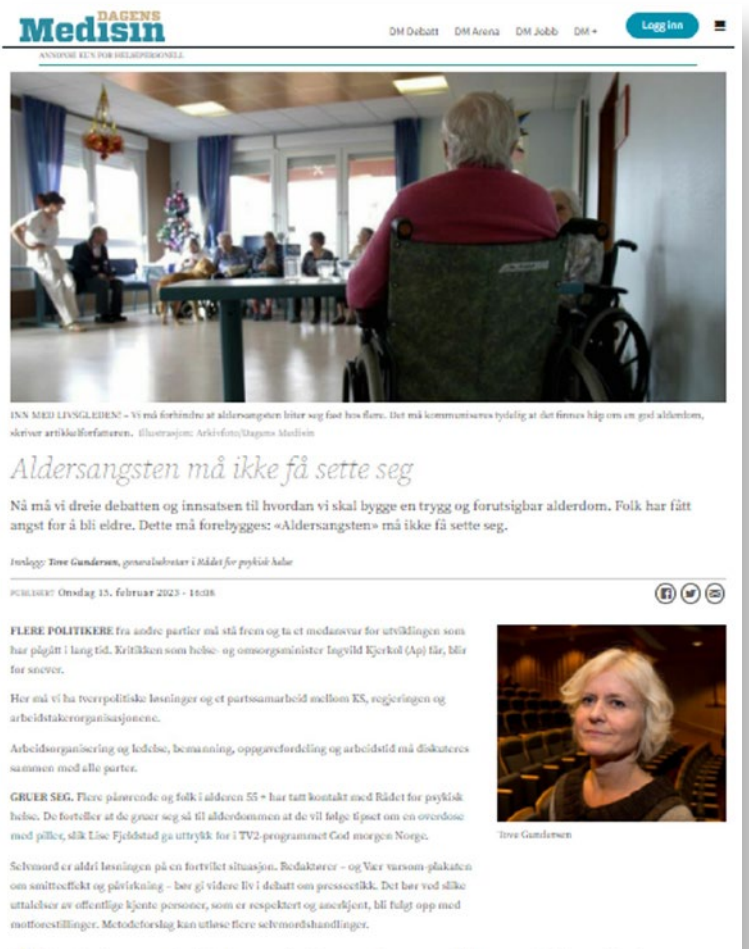 DAGENS
Medisin
DM Debatt DM Arena DM Jobb DM+ Logg inn
ANNONSE KUN FOR HELSEPERSONELL
INN MED LIVSGLEDEN! – Vi må forhindre at aldersangsten biter seg fast hos flere. Det må kommuniseres tydelig at det finnes håp om en god alderdom,
skriver artikkelforfatteren. Illustrasjon: Arkivfoto/Dagens Medisin
Aldersangsten må ikke få sette seg
Nå må vi dreie debatten og innsatsen til hvordan vi skal bygge en trygg og forutsigbar alderdom. Folk har fått
angst for å bli eldre. Dette må forebygges: «Aldersangsten» må ikke få sette seg.
Innlegg: Tove Gundersen, generalsekretær i Rådet for psykisk helse
PUBLISERT Onsdag 15. februar 2023 - 16:08
FLERE POLITIKERE fra andre partier må stå frem og ta et medansvar for utviklingen som
har pågått i lang tid. Kritikken som helse- og omsorgsminister Ingvild Kjerkol (Ap) får, blir
for snever.
Her må vi ha tverrpolitiske løsninger og et partssamarbeid mellom KS, regjeringen og
arbeidstakerorganisasjonene.
Arbeidsorganisering og ledelse, bemanning, oppgavefordeling og arbeidstid må diskuteres
sammen med alle parter.
GRUER SEG. Flere pårørende og folk i alderen 55 + har tatt kontakt med Rådet for psykisk
helse. De forteller at de gruer seg så til alderdommen at de vil følge tipset om en overdose
med piller, slik Lise Fjeldstad ga uttrykk for i TV2-programmet God morgen Norge.
Tove Gundersen
Selvmord er aldri løsningen på en fortvilet situasjon. Redaktører – og Vær varsom-plakaten
om smitteeffekt og påvirkning – bør gi videre liv i debatt om presseetikk. Det bør ved slike
uttalelser av offentlige kjente personer, som er respektert og anerkjent, bli fulgt opp med
motforestillinger. Metodeforslag kan utløse flere selvmordshandlinger.